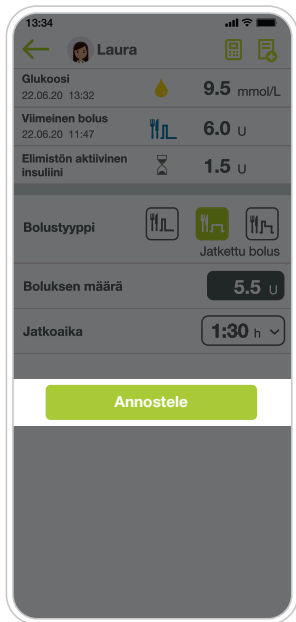 13:34
Laura
Glukoosi
22.06.20 13:32
9.5 mmol/L
Viimeinen bolus
22.06.20 11:47
6.0 U
Elimistön aktiivinen
insuliini
1.5 U
Bolustyyppi
Jatkettu bolus
Boluksen määrä
5.5 U
Jatkoaika
1:30 h
Annostele